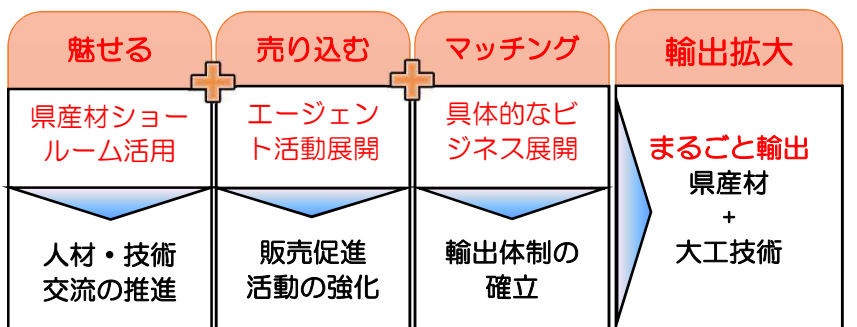 魅せる
県産材ショー
ルーム活用
人材・技術
交流の推進
+
売り込む
エージェン
ト活動展開
販売促進
活動の強化
+
マッチング
具体的なビ
ジネス展開
輸出体制の
確立
輸出拡大
まるごと輸出
県産材
+
大工技術